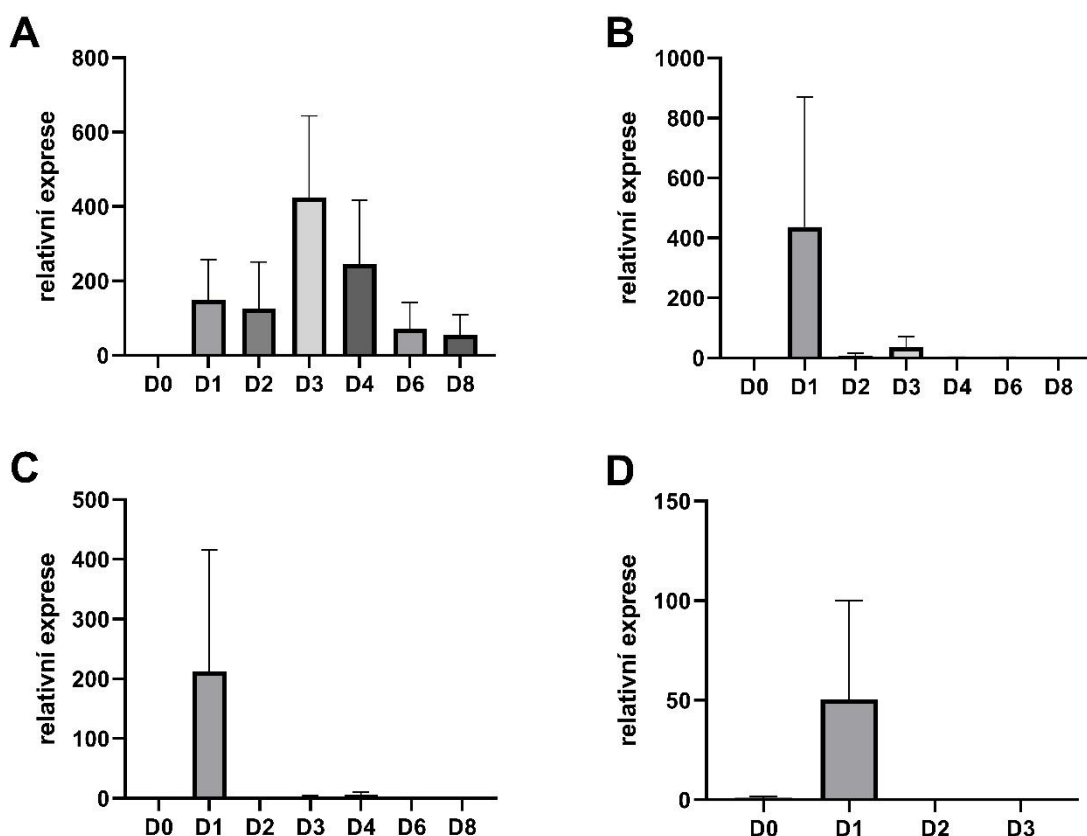 A
relativní exprese
800
600
400
200
0
D0 D1 D2 D3 D4 D6 D8
B
relativní exprese
1000
800
600
400
200
0
D0 D1 D2 D3 D4 D6 D8
C
relativní exprese
500
400
300
200
100
0
D0 D1 D2 D3 D4 D6 D8
D
relativní exprese
150
100
50
0
D0 D1 D2 D3